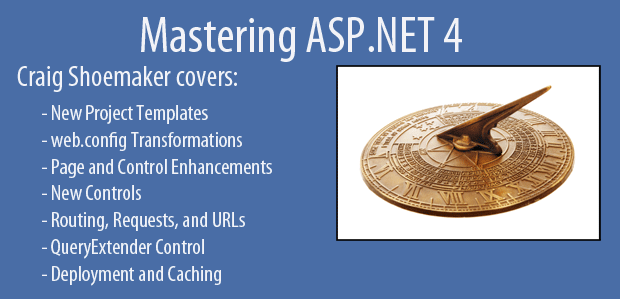 Mastering ASP.NET 4
Craig Shoemaker covers:
- New Project Templates
- web.config Transformations
- Page and Control Enhancements
- New Controls
- Routing, Requests, and URLs
- QueryExtender Control
- Deployment and Caching